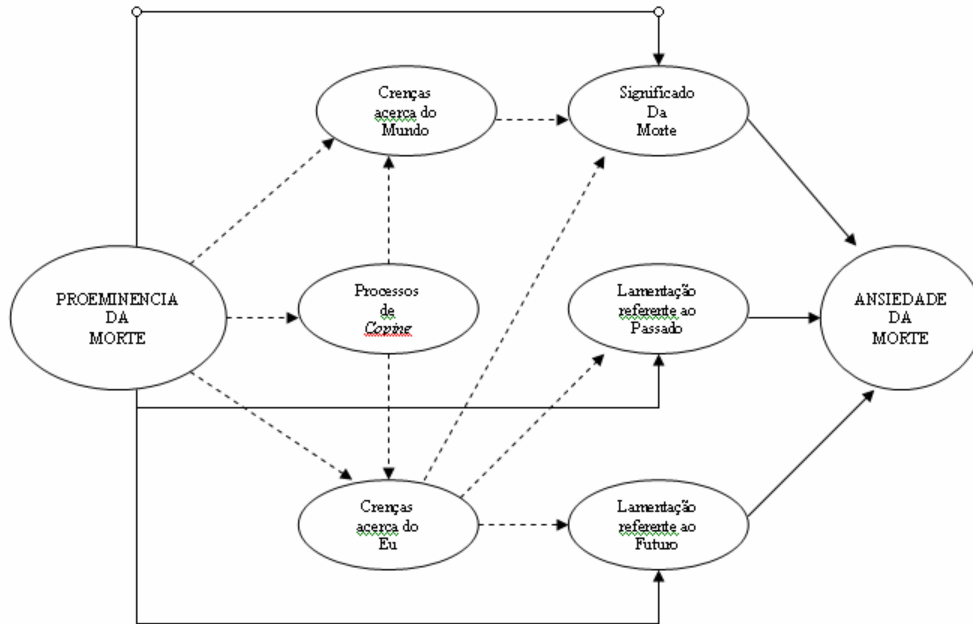 Crenças
acerca do
Mundo
Significado
Da
Morte
PROEMINENCIA
DA
MORTE
Processos
de
Coping
Lamentação
referente ao
Passado
ANSIEDADE
DA
MORTE
Crenças
acerca do
Eu
Lamentação
referente ao
Futuro